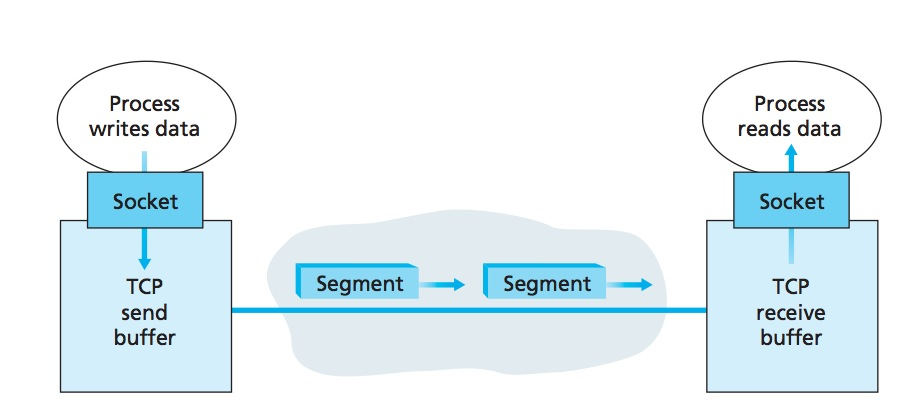 Process
writes data
Socket
TCP
send
buffer
Segment
Segment
Process
reads data
Socket
TCP
receive
buffer